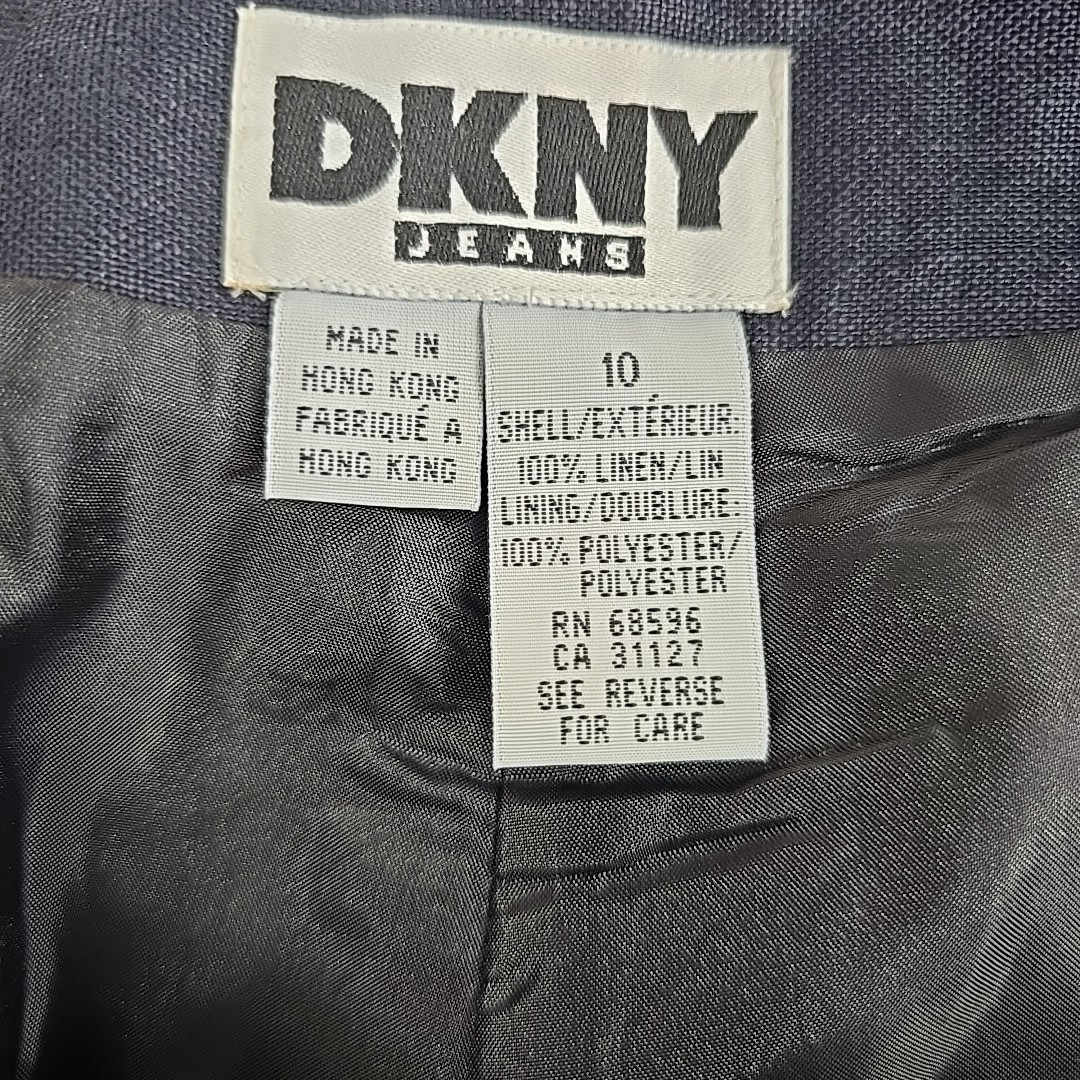 DKNY
JEANS
MADE IN
HONG KONG
FABRIQUÉ A
HONG KONG
10
SHELL/EXTÉRIEUR:
100% LINEN/LIN
LINING/DOUBLURE:
100% POLYESTER/
POLYESTER
RN 68596
CA 31127
SEE REVERSE
FOR CARE